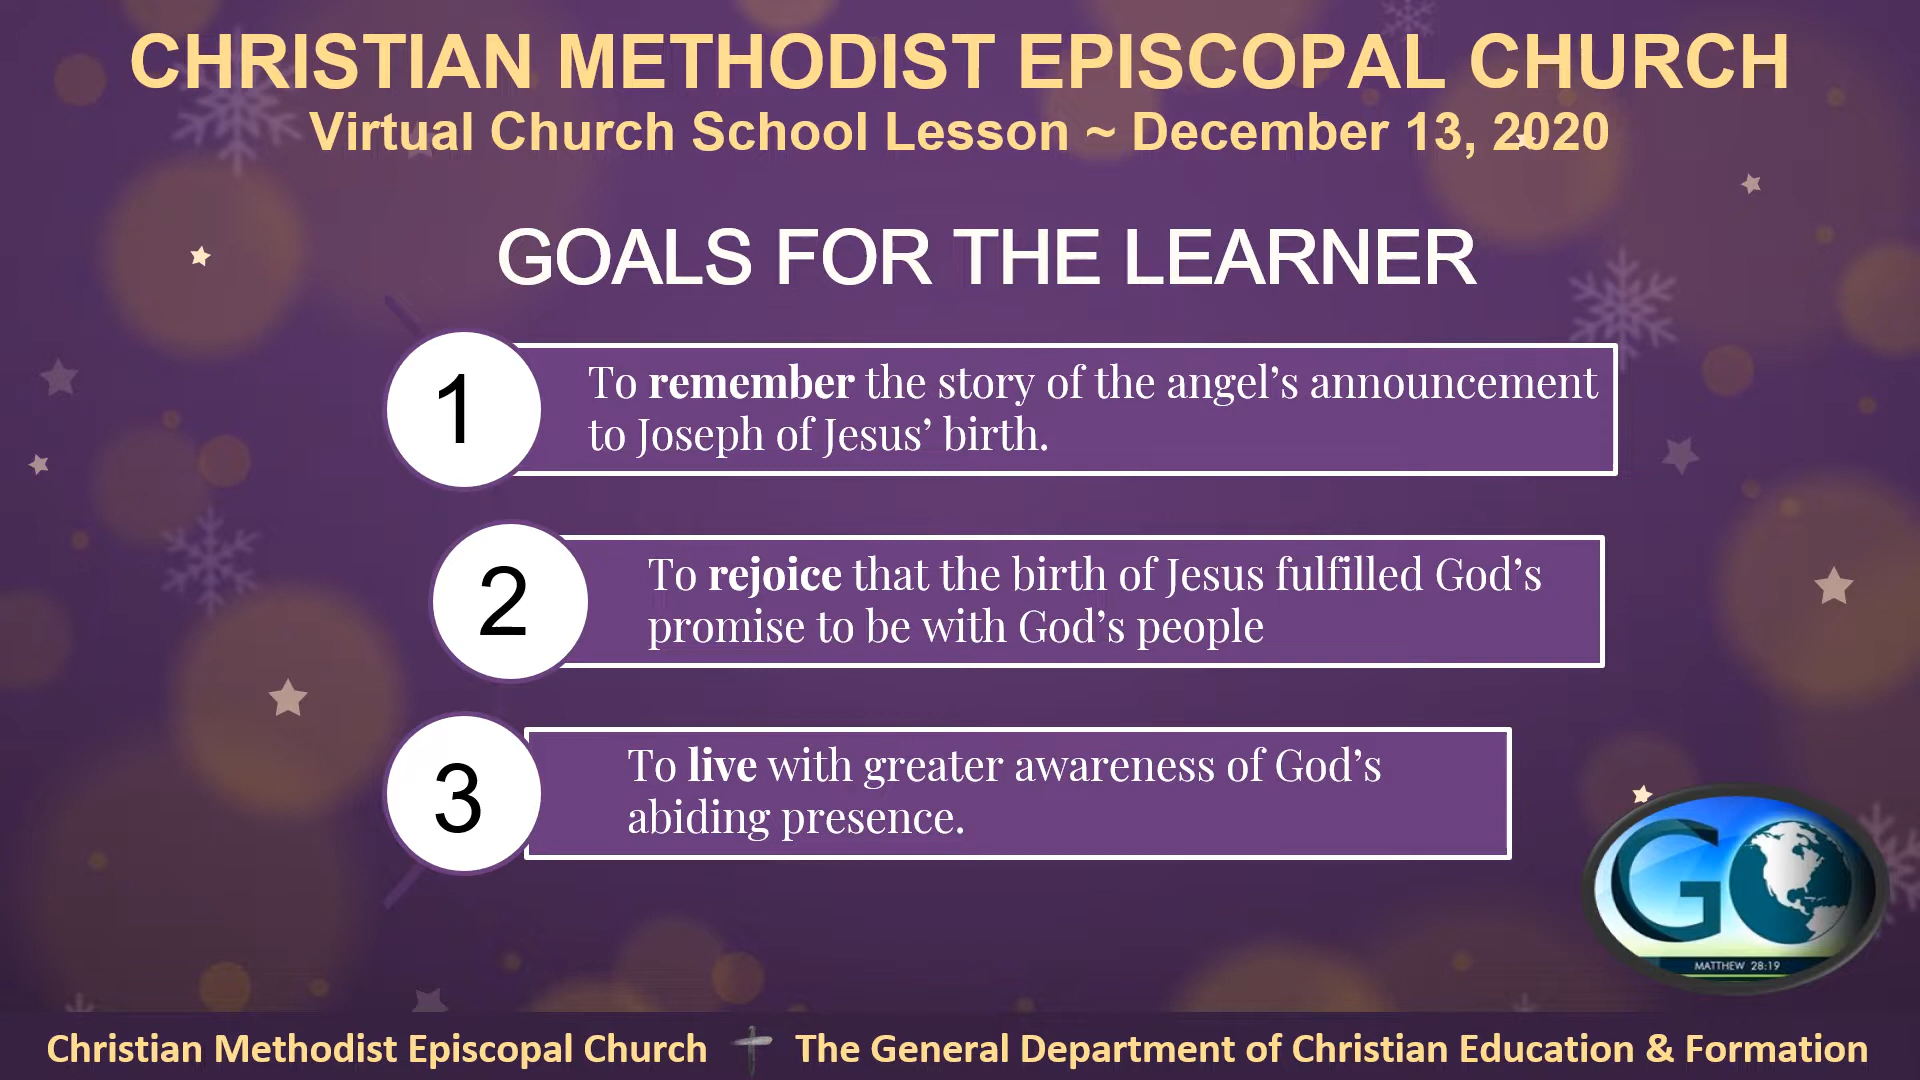 CHRISTIAN METHODIST EPISCOPAL CHURCH
Virtual Church School Lesson ~ December 13, 2020
GOALS FOR THE LEARNER
1
To remember the story of the angel’s announcement
to Joseph of Jesus’ birth.
2
To rejoice that the birth of Jesus fulfilled God’s
promise to be with God’s people
3
To live with greater awareness of God’s
abiding presence.
GO
MATTHEW 28:19
Christian Methodist Episcopal Church The General Department of Christian Education & Formation